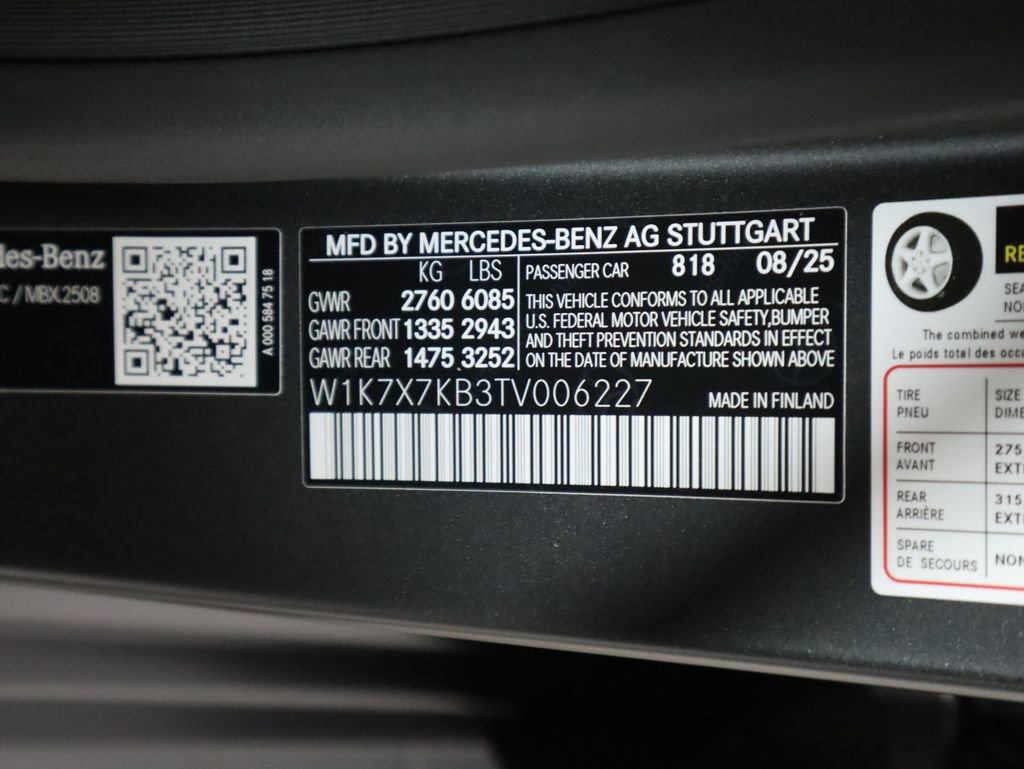 des-Benz
C / MBX.2508
A 000 584 75 18
MFD BY MERCEDES-BENZ AG STUTTGART
KG LBS
GVWR 2760 6085
GAWR FRONT 1335 2943
GAWR REAR 1475 3252
PASSENGER CAR 818 08/25
THIS VEHICLE CONFORMS TO ALL APPLICABLE
U.S. FEDERAL MOTOR VEHICLE SAFETY,BUMPER
AND THEFT PREVENTION STANDARDS IN EFFECT
ON THE DATE OF MANUFACTURE SHOWN ABOVE
W1K7X7KB3TV006227
MADE IN FINLAND
RE
SEA
NO
The combined we
Le poids total des occ
TIRE SIZE
PNEU DIME
FRONT 275
AVANT EXT
REAR 315
ARRIÈRE EXT
SPARE
DE SECOURS NON